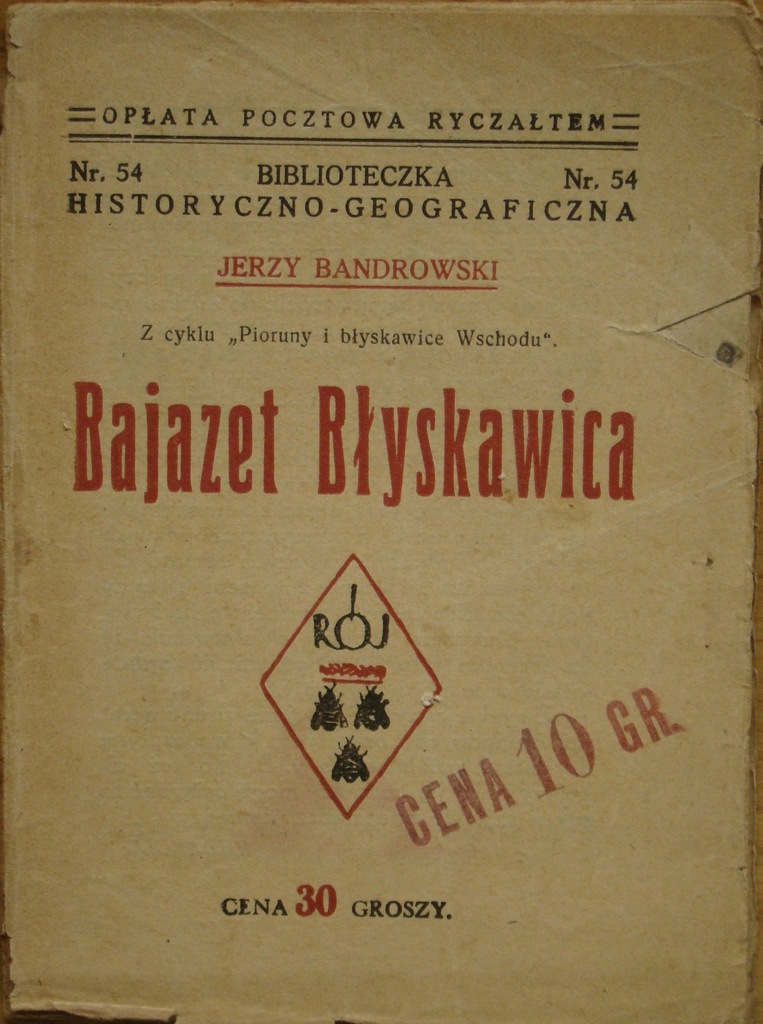 OPŁATA POCZTOWA RYCZAŁTEM
Nr. 54 BIBLIOTECZKA Nr. 54
HISTORYCZNO-GEOGRAFICZNA
JERZY BANDROWSKI
Z cyklu „Pioruny i błyskawice Wschodu“.
Bajazet Błyskawica
RÓJ
CENA 10 GR.
CENA 30 GROSZY.